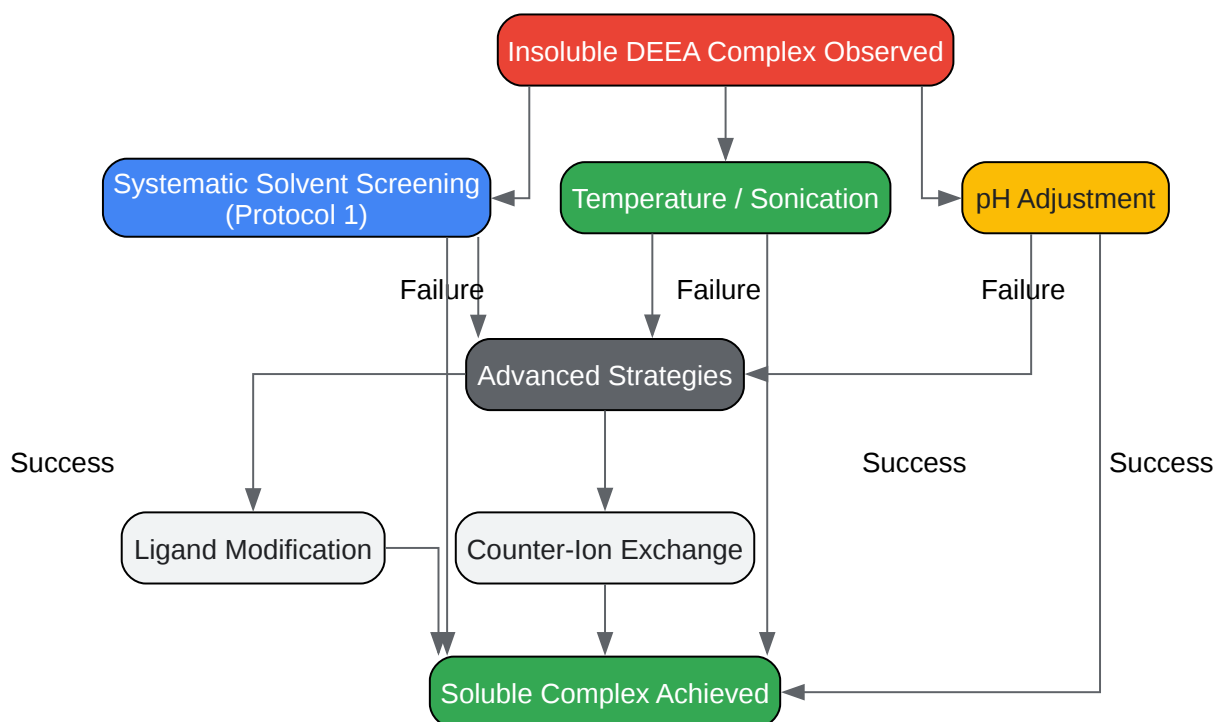 Insoluble DEEA Complex Observed
Systematic Solvent Screening
(Protocol 1)
Temperature / Sonication
pH Adjustment
Failure
Failure
Failure
Advanced Strategies
Success
Success
Success
Ligand Modification
Counter-Ion Exchange
Soluble Complex Achieved